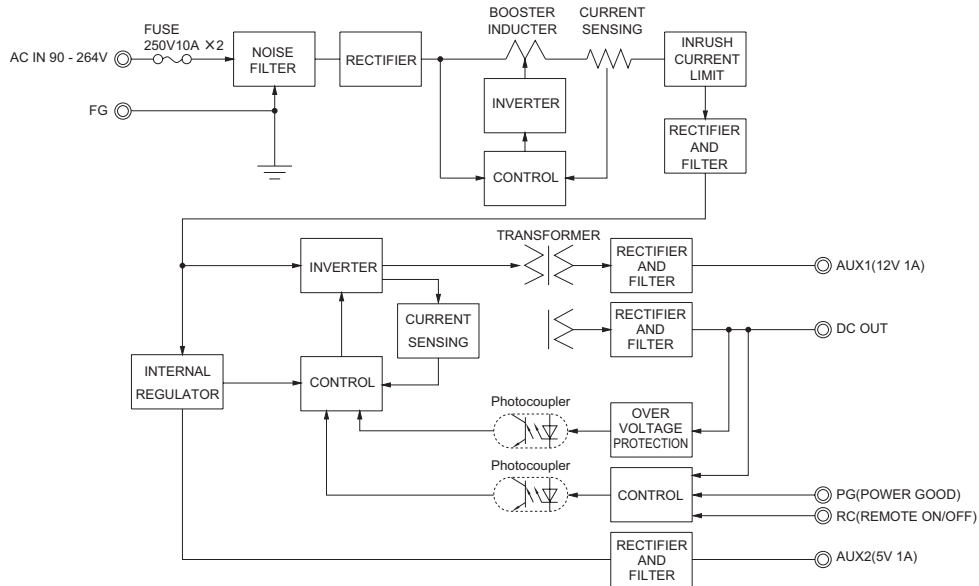 BOOSTER
INDUCTER
CURRENT
SENSING
FUSE
250V10A ×2
AC IN 90 - 264V
NOISE
FILTER
RECTIFIER
INRUSH
CURRENT
LIMIT
INVERTER
FG
RECTIFIER
AND
FILTER
CONTROL
TRANSFORMER
INVERTER
RECTIFIER
AND
FILTER
AUX1(12V 1A)
CURRENT
SENSING
RECTIFIER
AND
FILTER
DC OUT
INTERNAL
REGULATOR
CONTROL
Photocoupler
OVER
VOLTAGE
PROTECTION
Photocoupler
CONTROL
PG(POWER GOOD)
RC(REMOTE ON/OFF)
RECTIFIER
AND
FILTER
AUX2(5V 1A)